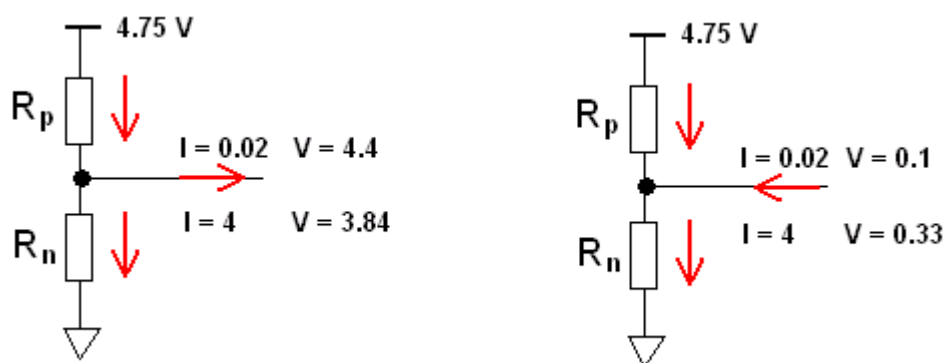 4.75 V
Rp
I = 0.02 V = 4.4
I = 4 V = 3.84
Rn
4.75 V
Rp
I = 0.02 V = 0.1
I = 4 V = 0.33
Rn